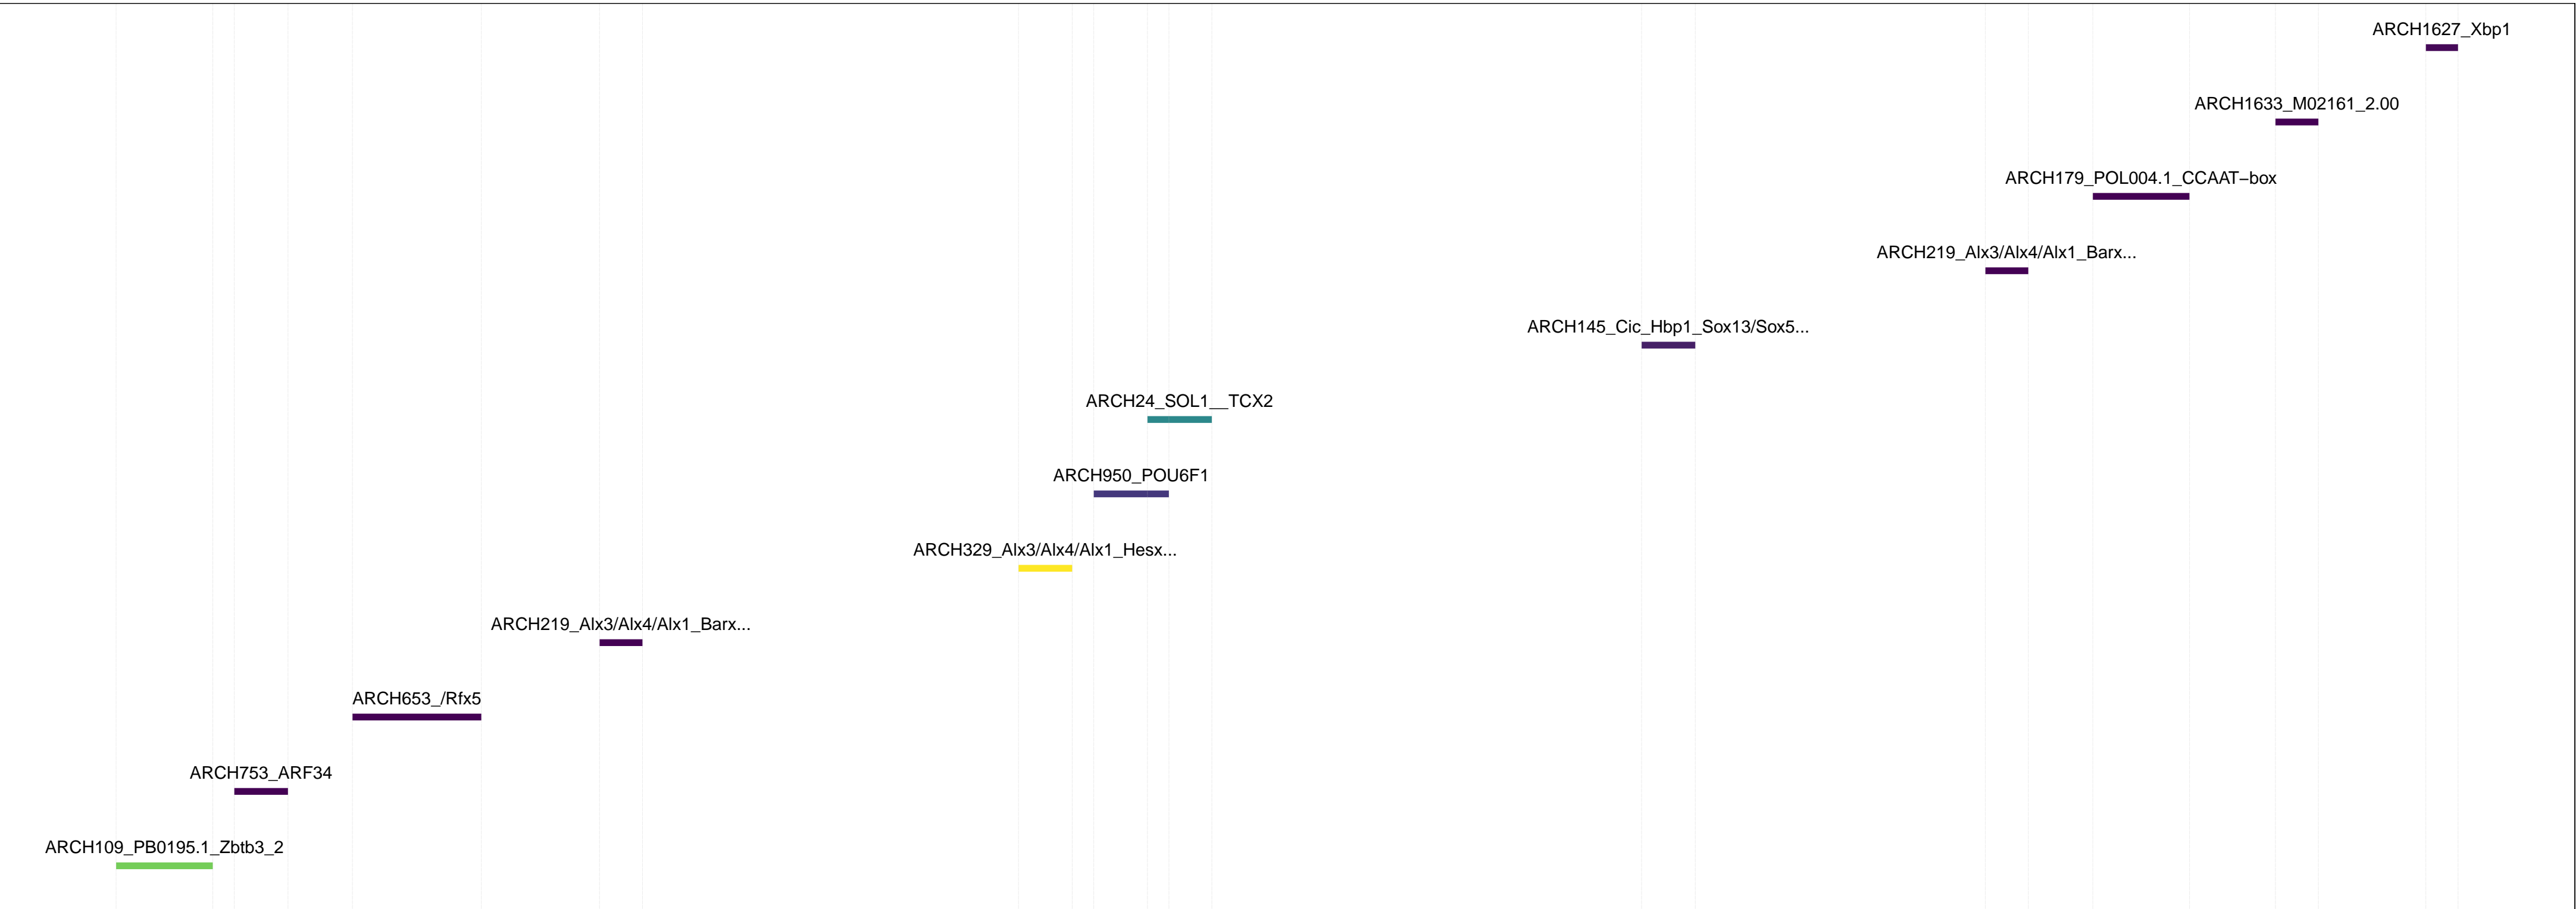 ARCH1627_Xbp1
ARCH1633_M02161_2.00
ARCH179_POL004.1_CCAAT−box
ARCH219_Alx3/Alx4/Alx1_Barx...
ARCH145_Cic_Hbp1_Sox13/Sox5...
ARCH24_SOL1__TCX2
ARCH950_POU6F1
ARCH329_Alx3/Alx4/Alx1_Hesx...
ARCH219_Alx3/Alx4/Alx1_Barx...
ARCH653_/Rfx5
ARCH753_ARF34
ARCH109_PB0195.1_Zbtb3_2